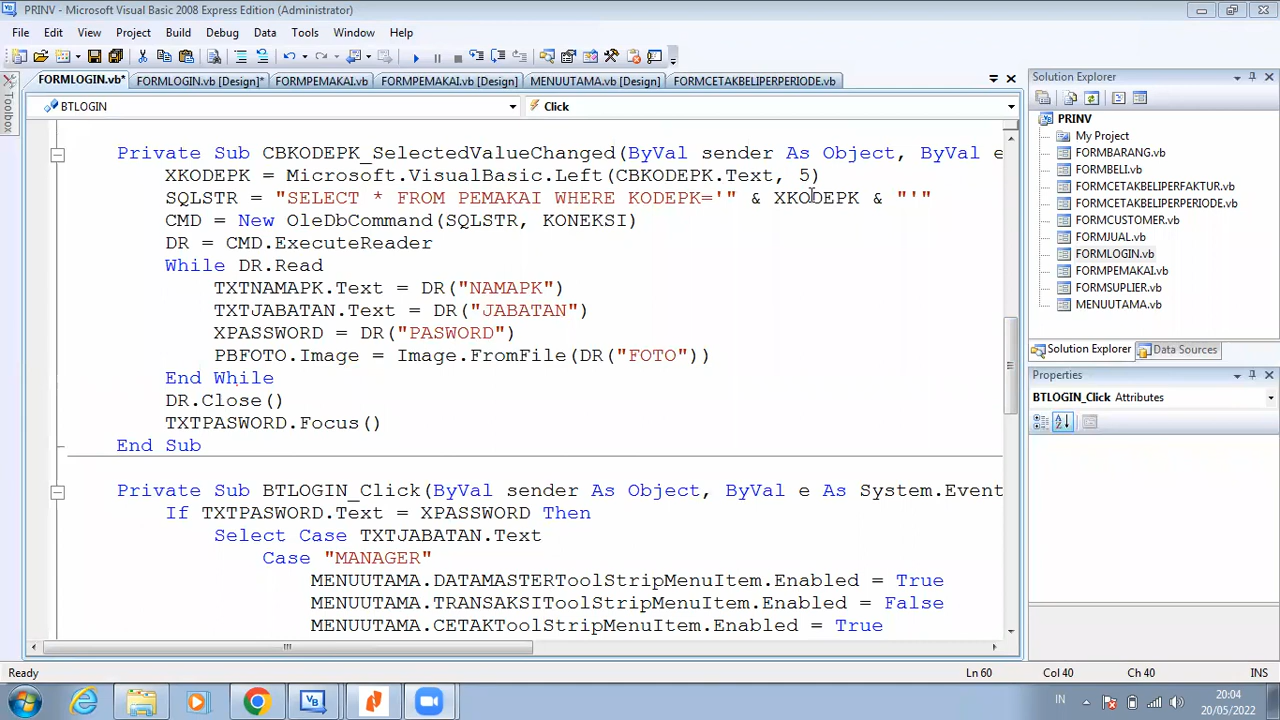 PRINV - Microsoft Visual Basic 2008 Express Edition (Administrator)
File Edit View Project Build Debug Data Tools Window Help
FORMLOGIN.vb* FORMLOGIN.vb [Design]* FORMPEMAKAI.vb FORMPEMAKAI.vb [Design] MENUUTAMA.vb [Design] FORMCETAKBELIPERPERIODE.vb
Toolbox
BTLOGIN Click
Private Sub CBKODEPK_SelectedValueChanged(ByVal sender As Object, ByVal e
XKODEPK = Microsoft.VisualBasic.Left(CBKODEPK.Text, 5)
SQLSTR = "SELECT * FROM PEMAKAI WHERE KODEPK='" & XKODEPK & "'"
CMD = New OleDbCommand(SQLSTR, KONEKSI)
DR = CMD.ExecuteReader
While DR.Read
TXTNAMAPK.Text = DR("NAMAPK")
TXTJABATAN.Text = DR("JABATAN")
XPASSWORD = DR("PASWORD")
PBFOTO.Image = Image.FromFile(DR("FOTO"))
End While
DR.Close()
TXTPASWORD.Focus()
End Sub
Private Sub BTLOGIN_Click(ByVal sender As Object, ByVal e As System.Event
If TXTPASWORD.Text = XPASSWORD Then
Select Case TXTJABATAN.Text
Case "MANAGER"
MENUUTAMA.DATAMASTERToolStripMenuItem.Enabled = True
MENUUTAMA.TRANSAKSIToolStripMenuItem.Enabled = False
MENUUTAMA.CETAKToolStripMenuItem.Enabled = True
Solution Explorer
PRINV
My Project
FORMBARANG.vb
FORMBELI.vb
FORMCETAKBELIPERFAKTUR.vb
FORMCETAKBELIPERPERIODE.vb
FORMCUSTOMER.vb
FORMJUAL.vb
FORMLOGIN.vb
FORMPEMAKAI.vb
FORMSUPLIER.vb
MENUUTAMA.vb
Solution Explorer Data Sources
Properties
BTLOGIN_Click Attributes
Ready Ln 60 Col 40 Ch 40 INS
IN 20:04
20/05/2022